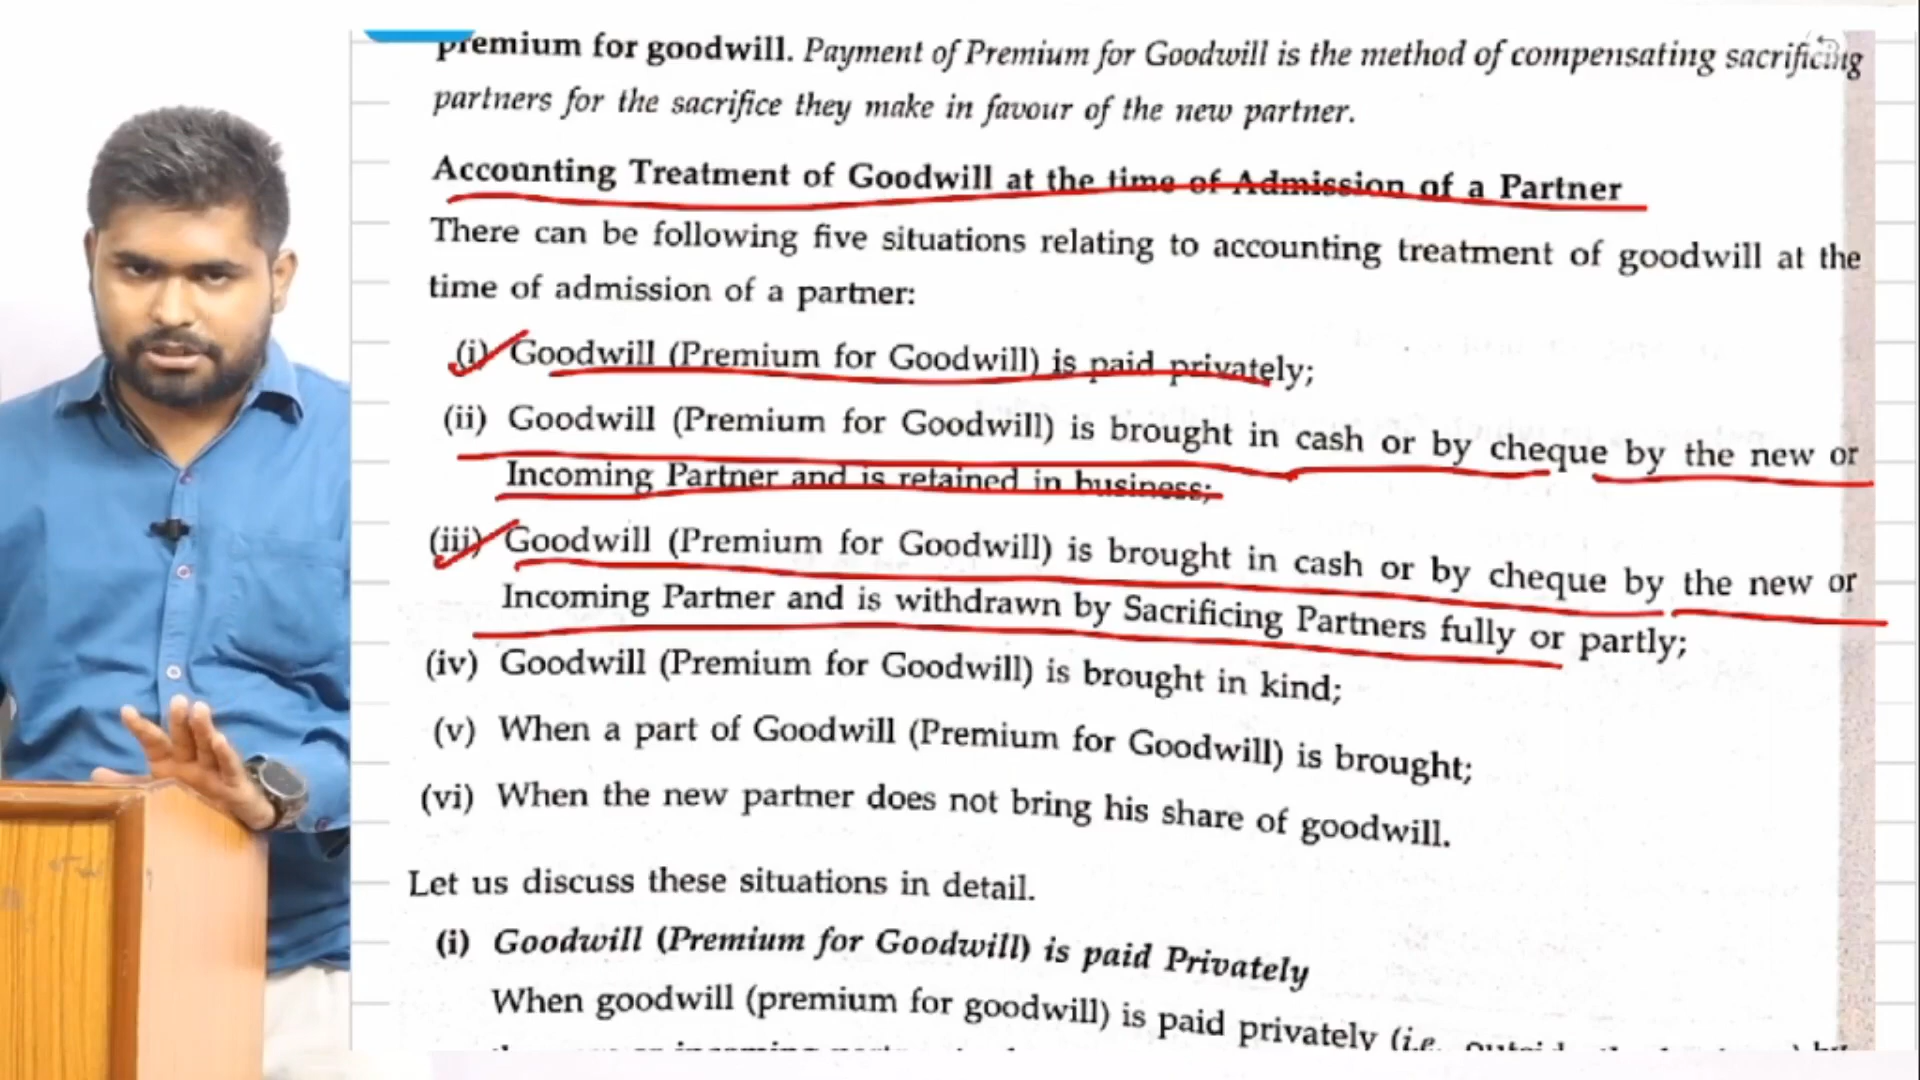 premium for goodwill. Payment of Premium for Goodwill is the method of compensating sacrificing
partners for the sacrifice they make in favour of the new partner.
Accounting Treatment of Goodwill at the time of Admission of a Partner
There can be following five situations relating to accounting treatment of goodwill at the
time of admission of a partner:
(i) Goodwill (Premium for Goodwill) is paid privately;
(ii) Goodwill (Premium for Goodwill) is brought in cash or by cheque by the new or
Incoming Partner and is retained in business;
(iii) Goodwill (Premium for Goodwill) is brought in cash or by cheque by the new or
Incoming Partner and is withdrawn by Sacrificing Partners fully or partly;
(iv) Goodwill (Premium for Goodwill) is brought in kind;
(v) When a part of Goodwill (Premium for Goodwill) is brought;
(vi) When the new partner does not bring his share of goodwill.
Let us discuss these situations in detail.
(i) Goodwill (Premium for Goodwill) is paid Privately
When goodwill (premium for goodwill) is paid privately (i.e.